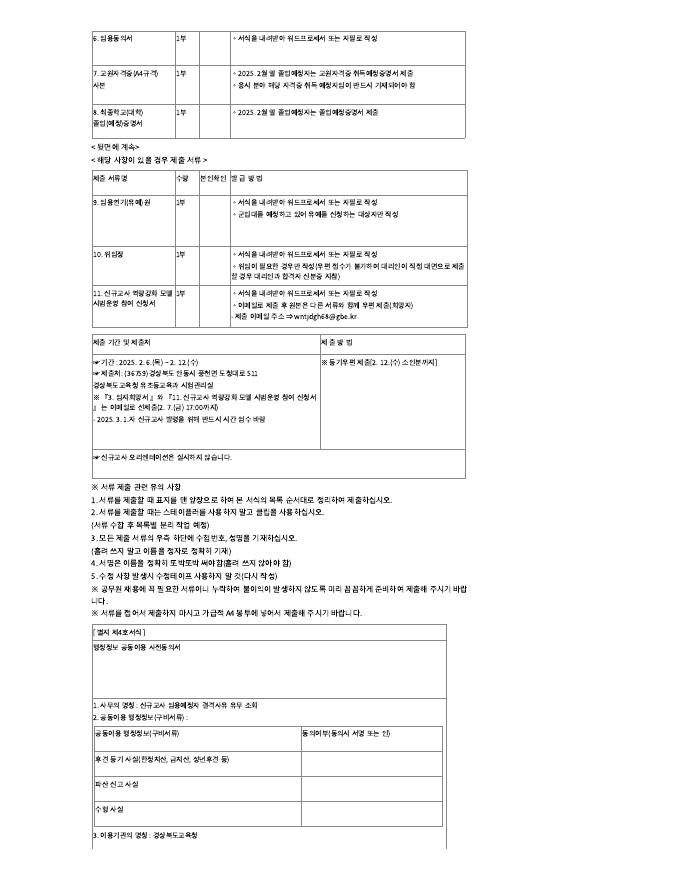 6. 임용동의서 1부 ◦ 서식을 내려받아 워드프로세서 또는 자필로 작성
7. 교원자격증(A4규격) 1부 ◦ 2025. 2월 말 졸업예정자는 교원자격증 취득예정증명서 제출
사본 ◦ 응시 분야 해당 자격증 취득 예정자임이 반드시 기재되어야 함
8. 최종학교(대학) 1부 ◦ 2025. 2월말 졸업예정자는 졸업예정증명서 제출
졸업(예정)증명서
< 뒷면에 계속>
< 해당 사항이 있을 경우 제출 서류 >
제출 서류명 수량 본인확인 발급 방법
9. 임용연기(유예)원 1부 ◦ 서식을 내려받아 워드프로세서 또는 자필로 작성
◦ 군입대를 예정하고 있어 유예를 신청하는 대상자만 작성
10. 위임장 1부 ◦ 서식을 내려받아 워드프로세서 또는 자필로 작성
◦ 위임이 필요한 경우만 작성(우편 접수가 불가하여 대리인이 직접 대면으로 제출
할 경우 대리인과 합격자 신분증 지참)
11. 신규교사 역량강화 모델 1부 ◦ 서식을 내려받아 워드프로세서 또는 자필로 작성
시범운영 참여 신청서 ◦ 이메일로 제출 후 원본은 다른 서류와 함께 우편 제출(희망자)
- 제출 이메일 주소 ⇒ wntjdgh68@gbe.kr
제출 기간 및 제출처 제출 방법
☞ 기간 : 2025. 2. 6.(목) ~ 2. 12.(수) ※ 등기우편 제출[2. 12.(수) 소인분까지]
☞ 제출처: (36759) 경상북도 안동시 풍천면 도청대로 511
경상북도교육청 유초등교육과 시험관리실
※ 『3. 임지희망서 』와 『11. 신규교사 역량강화 모델 시범운영 참여 신청서
』는 이메일로 선제출[2. 7.(금) 17:00까지]
- 2025. 3. 1.자 신규교사 발령을 위해 반드시 시간 엄수 바람
☞ 신규교사 오리엔테이션은 실시하지 않습니다.
※ 서류 제출 관련 유의 사항
1. 서류를 제출할 때 표지를 맨 앞장으로 하여 본 서식의 목록 순서대로 정리하여 제출하십시오.
2. 서류를 제출할 때는 스테이플러를 사용하지 말고 클립을 사용하십시오.
(서류 수합 후 목록별 분리 작업 예정)
3. 모든 제출 서류의 우측 하단에 수험번호, 성명을 기재하십시오.
(흘려 쓰지 말고 이름을 정자로 정확히 기재)
4. 서명은 이름을 정확히 또박또박 써야함(흘려 쓰지 않아야 함)
5. 수정 사항 발생시 수정테이프 사용하지 말 것(다시 작성)
※ 공무원 채용에 꼭 필요한 서류이니 누락하여 불이익이 발생하지 않도록 미리 꼼꼼하게 준비하여 제출해 주시기 바랍
니다.
※ 서류를 접어서 제출하지 마시고 가급적 A4 봉투에 넣어서 제출해 주시기 바랍니다.
[ 별지 제4호서식 ]
행정정보 공동이용 사전동의서
1. 사무의 명칭 : 신규교사 임용예정자 결격사유 유무 조회
2. 공동이용 행정정보(구비서류) :
공동이용 행정정보(구비서류) 동의여부(동의시 서명 또는 인)
후견 등기 사실(한정치산, 금치산, 성년후견 등)
파산 선고 사실
수형 사실
3. 이용기관의 명칭 : 경상북도교육청